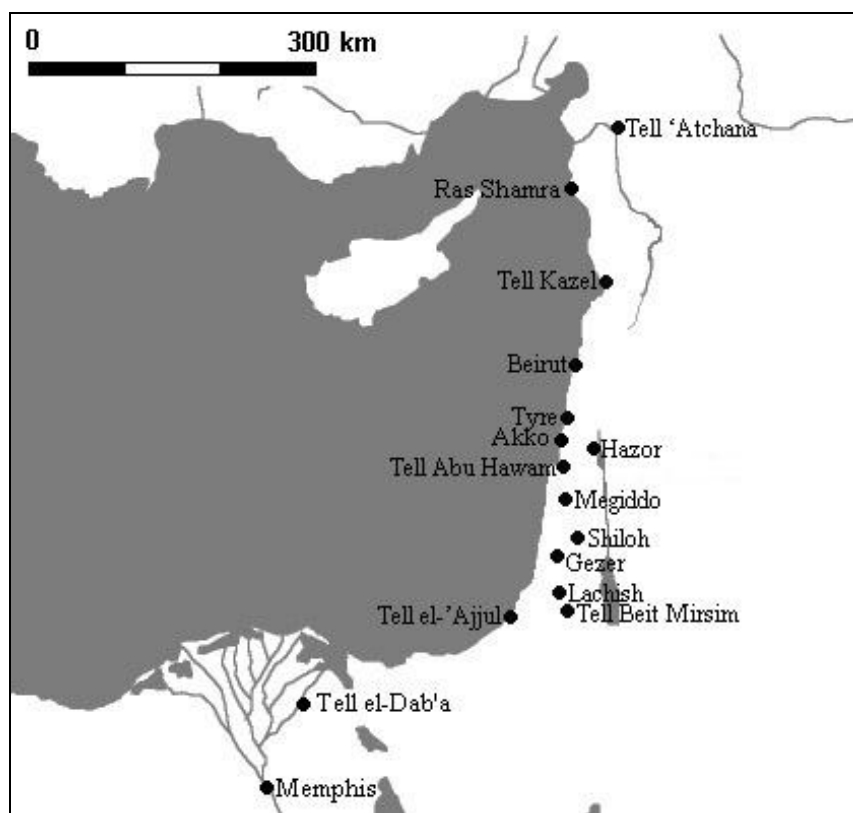 0 300 km
Tell ‘Atchana
Ras Shamra
Tell Kazel
Beirut
Tyre
Akko
Hazor
Tell Abu Hawam
Megiddo
Shiloh
Gezer
Lachish
Tell Beit Mirsim
Tell el-’Ajjul
Tell el-Dab'a
Memphis